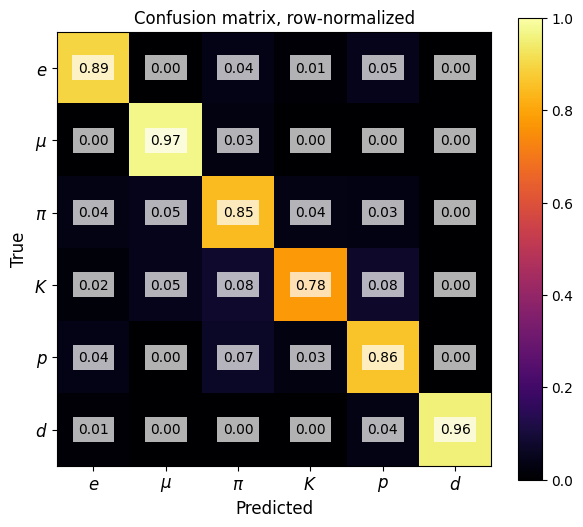 Confusion matrix, row-normalized
True
e 0.89 0.00 0.04 0.01 0.05 0.00
μ 0.00 0.97 0.03 0.00 0.00 0.00
π 0.04 0.05 0.85 0.04 0.03 0.00
K 0.02 0.05 0.08 0.78 0.08 0.00
p 0.04 0.00 0.07 0.03 0.86 0.00
d 0.01 0.00 0.00 0.00 0.04 0.96
e μ π K p d
Predicted
1.0
0.8
0.6
0.4
0.2
0.0